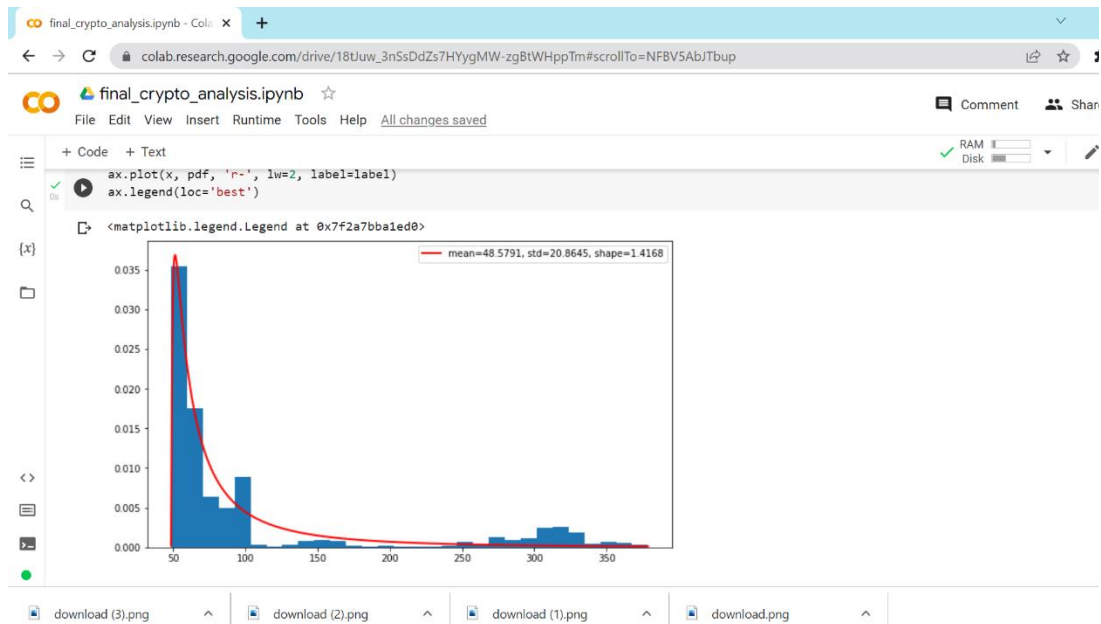 final_crypto_analysis.ipynb - Cola
colab.research.google.com/drive/18tJuw_3nSsDdZs7HYygMW-zgBtWHppTm#scrollTo=NFBV5AbJTbup
CO final_crypto_analysis.ipynb
Comment Shar
File Edit View Insert Runtime Tools Help All changes saved
+ Code + Text
RAM
Disk
ax.plot(x, pdf, 'r-', lw=2, label=label)
ax.legend(loc='best')
0s
<matplotlib.legend.Legend at 0x7f2a7bba1ed0>
{x}
mean=48.5791, std=20.8645, shape=1.4168
0.035
0.030
0.025
0.020
0.015
0.010
0.005
0.000
50 100 150 200 250 300 350
download (3).png download (2).png download (1).png download.png